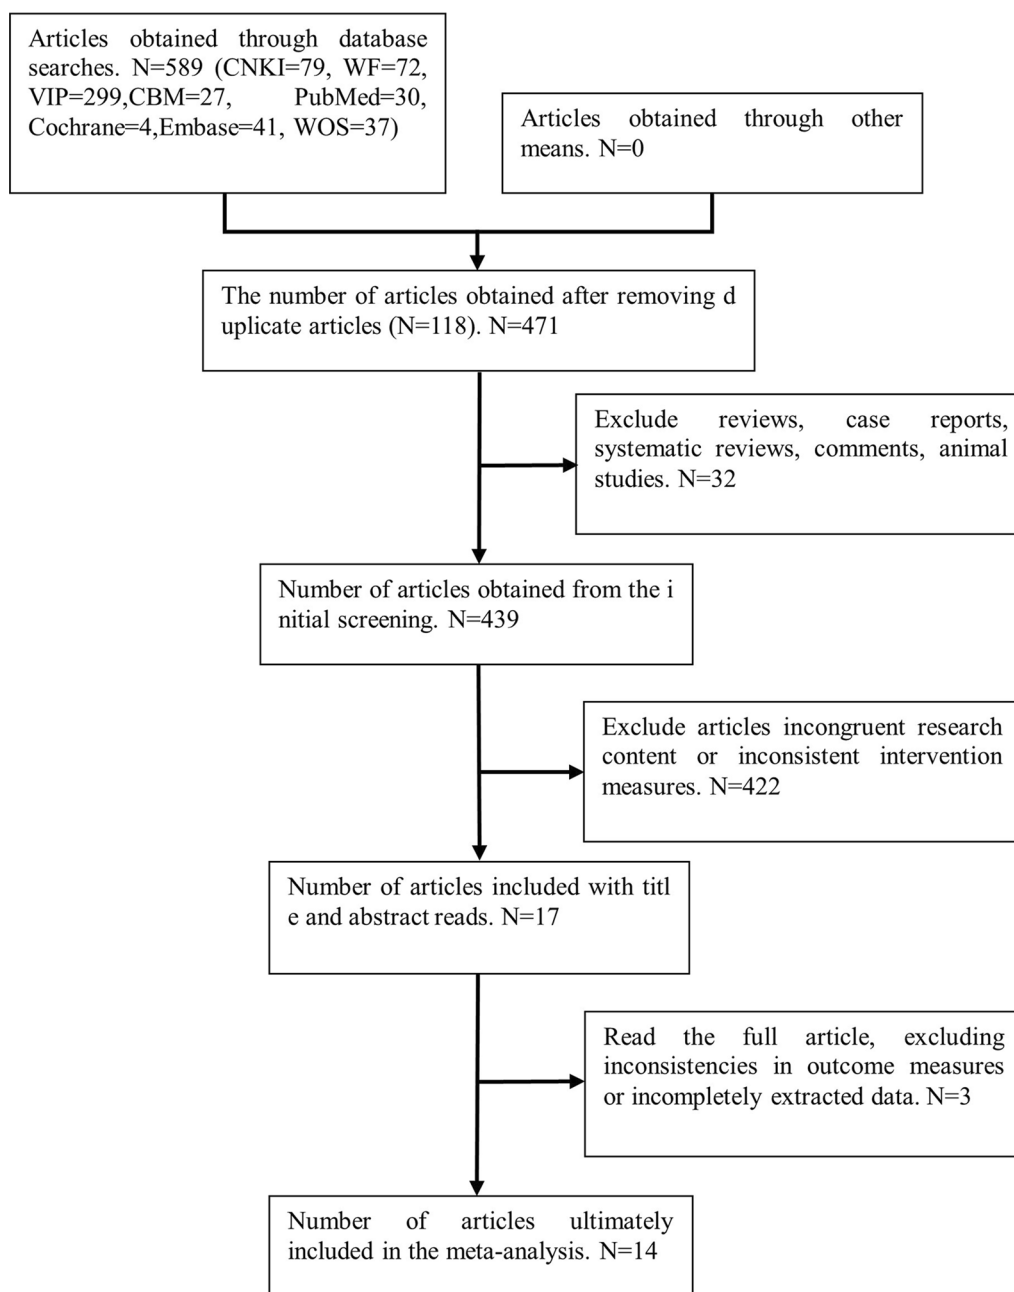 Articles obtained through database
searches. N=589 (CNKI=79, WF=72,
VIP=299,CBM=27, PubMed=30,
Cochrane=4,Embase=41, WOS=37)
Articles obtained through other
means. N=0
The number of articles obtained after removing d
uplicate articles (N=118). N=471
Exclude reviews, case reports,
systematic reviews, comments, animal
studies. N=32
Number of articles obtained from the i
nitial screening. N=439
Exclude articles incongruent research
content or inconsistent intervention
measures. N=422
Number of articles included with titl
e and abstract reads. N=17
Read the full article, excluding
inconsistencies in outcome measures
or incompletely extracted data. N=3
Number of articles ultimately
included in the meta-analysis. N=14